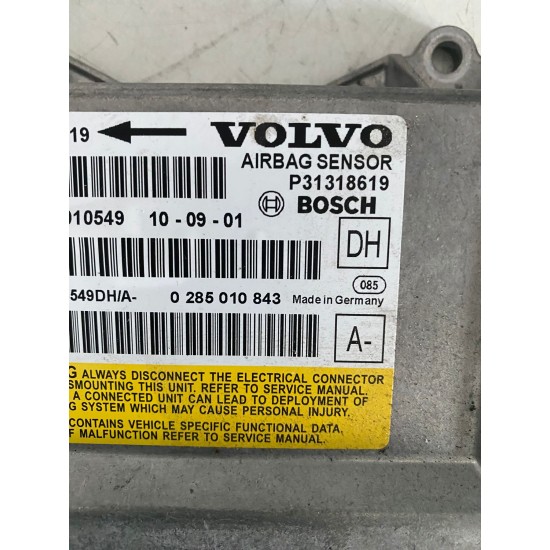 19 VOLVO
AIRBAG SENSOR
P31318619
BOSCH
010549 10-09-01
DH
085
549DH/A- 0 285 010 843 Made in Germany
A-
G ALWAYS DISCONNECT THE ELECTRICAL CONNECTOR
SMOUNTING THIS UNIT. REFER TO SERVICE MANUAL.
A CONNECTED UNIT CAN LEAD TO DEPLOYMENT OF
G SYSTEM WHICH MAY CAUSE PERSONAL INJURY.
CONTAINS VEHICLE SPECIFIC FUNCTIONAL DATA.
F MALFUNCTION REFER TO SERVICE MANUAL.